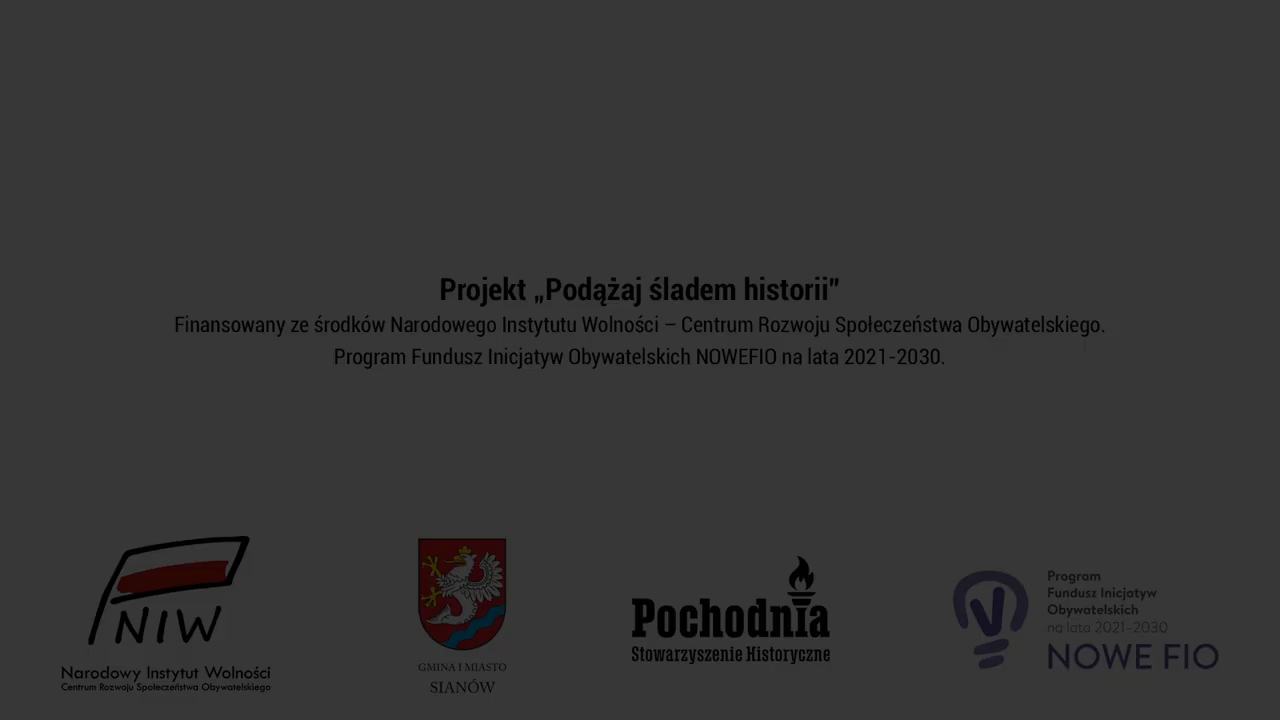 Projekt „Podążaj śladem historii”
Finansowany ze środków Narodowego Instytutu Wolności – Centrum Rozwoju Społeczeństwa Obywatelskiego.
Program Fundusz Inicjatyw Obywatelskich NOWEFIO na lata 2021-2030.
NIW
Narodowy Instytut Wolności
Centrum Rozwoju Społeczeństwa Obywatelskiego
GMINA I MIASTO
SIANÓW
Pochodnia
Stowarzyszenie Historyczne
Program
Fundusz Inicjatyw
Obywatelskich
na lata 2021–2030
NOWE FIO